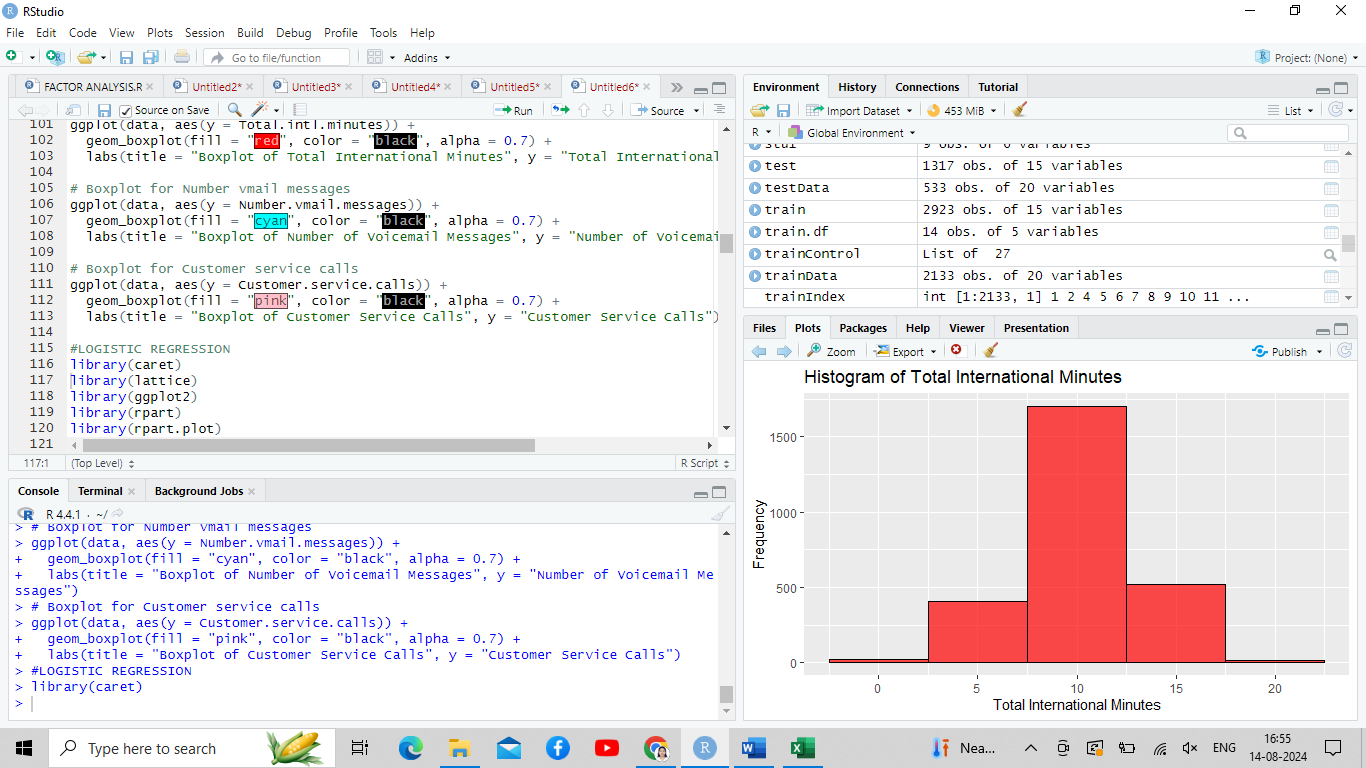 RStudio
File Edit Code View Plots Session Build Debug Profile Tools Help
Go to file/function Addins Project: (None)
FACTOR ANALYSIS.R Untitled2* Untitled3* Untitled4* Untitled5* Untitled6*
Source on Save Run Source
101 ggplot(data, aes(y = Total.intl.minutes)) +
102 geom_boxplot(fill = "red", color = "black", alpha = 0.7) +
103 labs(title = "Boxplot of Total International Minutes", y = "Total International
104
105 # Boxplot for Number vmail messages
106 ggplot(data, aes(y = Number.vmail.messages)) +
107 geom_boxplot(fill = "cyan", color = "black", alpha = 0.7) +
108 labs(title = "Boxplot of Number of Voicemail Messages", y = "Number of Voicemai
109
110 # Boxplot for Customer service calls
111 ggplot(data, aes(y = Customer.service.calls)) +
112 geom_boxplot(fill = "pink", color = "black", alpha = 0.7) +
113 labs(title = "Boxplot of Customer Service Calls", y = "Customer Service Calls")
114
115 #LOGISTIC REGRESSION
116 library(caret)
117 library(lattice)
118 library(ggplot2)
119 library(rpart)
120 library(rpart.plot)
121
117:1 (Top Level) R Script
Console Terminal Background Jobs
R 4.4.1 · ~/
> # Boxplot for Number vmail messages
> ggplot(data, aes(y = Number.vmail.messages)) +
+ geom_boxplot(fill = "cyan", color = "black", alpha = 0.7) +
+ labs(title = "Boxplot of Number of Voicemail Messages", y = "Number of Voicemail Me
ssages")
> # Boxplot for Customer service calls
> ggplot(data, aes(y = Customer.service.calls)) +
+ geom_boxplot(fill = "pink", color = "black", alpha = 0.7) +
+ labs(title = "Boxplot of Customer Service Calls", y = "Customer Service Calls")
> #LOGISTIC REGRESSION
> library(caret)
>
Environment History Connections Tutorial
Import Dataset 453 MiB List
R Global Environment
stui 9 obs. of 6 variables
test 1317 obs. of 15 variables
testData 533 obs. of 20 variables
train 2923 obs. of 15 variables
train.df 14 obs. of 5 variables
trainControl List of 27
trainData 2133 obs. of 20 variables
trainIndex int [1:2133, 1] 1 2 4 5 6 7 8 9 10 11 ...
Files Plots Packages Help Viewer Presentation
Zoom Export Publish
Histogram of Total International Minutes
Frequency
1500
1000
500
0
0 5 10 15 20
Total International Minutes
Type here to search
Nea...
ENG
16:55
14-08-2024